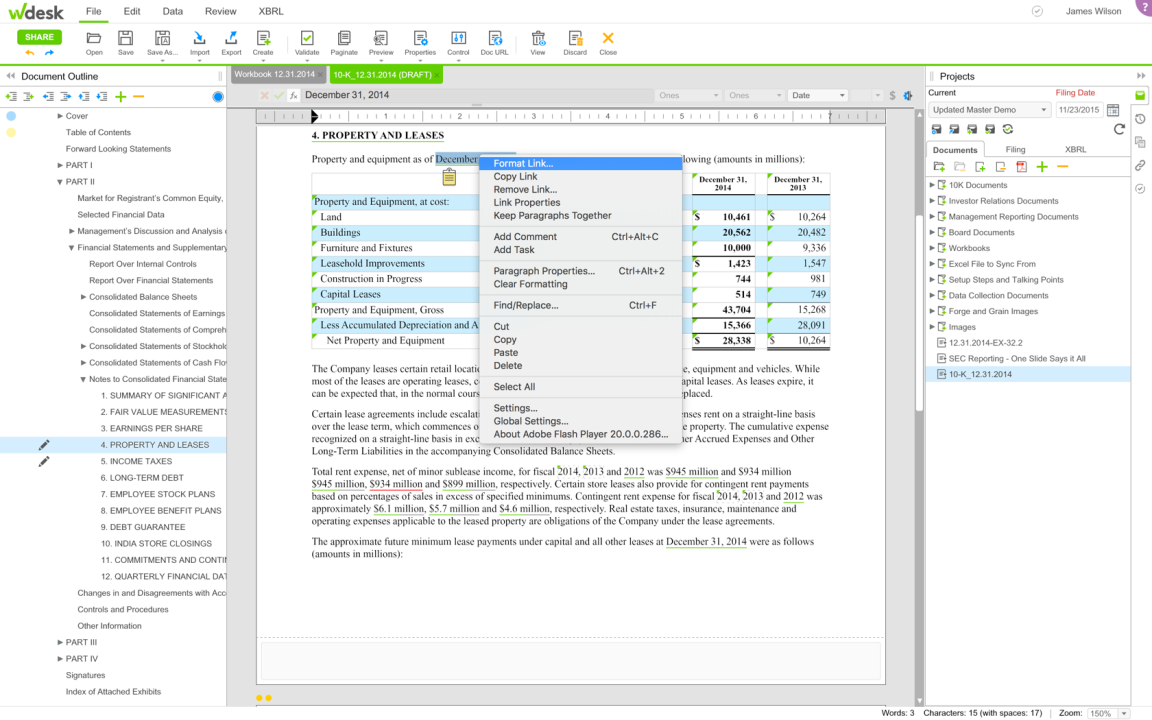 wdesk File Edit Data Review XBRL James Wilson ?
SHARE
Open Save Save As... Import Export Create Validate Paginate Preview Properties Control Doc URL View Discard Close
Document Outline
Cover
Table of Contents
Forward Looking Statements
PART I
PART II
Market for Registrant's Common Equity,
Selected Financial Data
Management's Discussion and Analysis
Financial Statements and Supplementary
Report Over Internal Controls
Report Over Financial Statements
Consolidated Balance Sheets
Consolidated Statements of Earnings
Consolidated Statements of Compreh
Consolidated Statements of Stockhold
Consolidated Statements of Cash Flo
Notes to Consolidated Financial State
1. SUMMARY OF SIGNIFICANT A
2. FAIR VALUE MEASUREMENTS
3. EARNINGS PER SHARE
4. PROPERTY AND LEASES
5. INCOME TAXES
6. LONG-TERM DEBT
7. EMPLOYEE STOCK PLANS
8. EMPLOYEE BENEFIT PLANS
9. DEBT GUARANTEE
10. INDIA STORE CLOSINGS
11. COMMITMENTS AND CONTI
12. QUARTERLY FINANCIAL DAT
Changes in and Disagreements with Acc
Controls and Procedures
Other Information
PART III
PART IV
Signatures
Index of Attached Exhibits
Workbook 12.31.2014 × 10-K_12.31.2014 (DRAFT) ×
fx December 31, 2014 Ones Ones Date $
1 2 3 4 5 6 7
4. PROPERTY AND LEASES
Property and equipment as of December lowing (amounts in millions):
December 31, 2014 December 31, 2013
Property and Equipment, at cost:
Land $ 10,461 $ 10,264
Buildings 20,562 20,482
Furniture and Fixtures 10,000 9,336
Leasehold Improvements $ 1,423 1,547
Construction in Progress 744 981
Capital Leases 514 749
Property and Equipment, Gross 43,704 15,268
Less Accumulated Depreciation and A 15,366 28,091
Net Property and Equipment $ 28,338 $ 10,264
Format Link...
Copy Link
Remove Link...
Link Properties
Keep Paragraphs Together
Add Comment Ctrl+Alt+C
Add Task
Paragraph Properties... Ctrl+Alt+2
Clear Formatting
Find/Replace... Ctrl+F
Cut
Copy
Paste
Delete
Select All
Settings...
Global Settings...
About Adobe Flash Player 20.0.0.286...
The Company leases certain retail locati e, equipment and vehicles. While
most of the leases are operating leases, c apital leases. As leases expire, it
can be expected that, in the normal cours placed.
Certain lease agreements include escalat nses rent on a straight-line basis
over the lease term, which commences o e property. The cumulative expense
recognized on a straight-line basis in exc er Accrued Expenses and Other
Long-Term Liabilities in the accompanying Consolidated Balance Sheets.
Total rent expense, net of minor sublease income, for fiscal 2014, 2013 and 2012 was $945 million and $934 million
$945 million, $934 million and $899 million, respectively. Certain store leases also provide for contingent rent payments
based on percentages of sales in excess of specified minimums. Contingent rent expense for fiscal 2014, 2013 and 2012 was
approximately $6.1 million, $5.7 million and $4.6 million, respectively. Real estate taxes, insurance, maintenance and
operating expenses applicable to the leased property are obligations of the Company under the lease agreements.
The approximate future minimum lease payments under capital and all other leases at December 31, 2014 were as follows
(amounts in millions):
Projects
Current Filing Date
Updated Master Demo 11/23/2015
Documents Filing XBRL
10K Documents
Investor Relations Documents
Management Reporting Documents
Board Documents
Workbooks
Excel File to Sync From
Setup Steps and Talking Points
Data Collection Documents
Forge and Grain Images
Images
12.31.2014-EX-32.2
SEC Reporting - One Slide Says it All
10-K_12.31.2014
Words: 3 Characters: 15 (with spaces: 17) Zoom: 150%